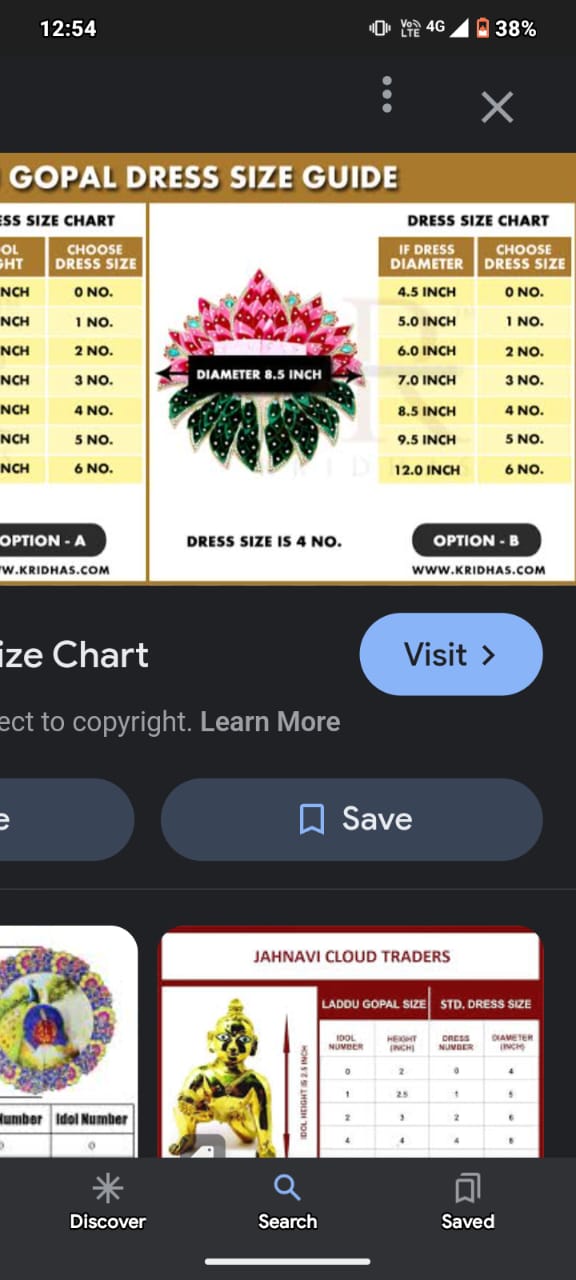 12:54
Vo) LTE 4G 38%
GOPAL DRESS SIZE GUIDE
ESS SIZE CHART
OL CHOOSE
GHT DRESS SIZE
NCH 0 NO.
NCH 1 NO.
NCH 2 NO.
NCH 3 NO.
NCH 4 NO.
NCH 5 NO.
NCH 6 NO.
OPTION - A
W.KRIDHAS.COM
DIAMETER 8.5 INCH
DRESS SIZE IS 4 NO.
DRESS SIZE CHART
IF DRESS CHOOSE
DIAMETER DRESS SIZE
4.5 INCH 0 NO.
5.0 INCH 1 NO.
6.0 INCH 2 NO.
7.0 INCH 3 NO.
8.5 INCH 4 NO.
9.5 INCH 5 NO.
12.0 INCH 6 NO.
OPTION - B
WWW.KRIDHAS.COM
ize Chart
Visit >
ect to copyright. Learn More
e
Save
Number Idol Number
0 0
JAHNAVI CLOUD TRADERS
LADDU GOPAL SIZE STD. DRESS SIZE
IDOL NUMBER HEIGHT (INCH) DRESS NUMBER DIAMETER (INCH)
0 2 0 4
1 2.5 1 5
2 3 2 6
4 4 4 8
IDOL HEIGHT IS 2.5 INCH
Discover
Search
Saved